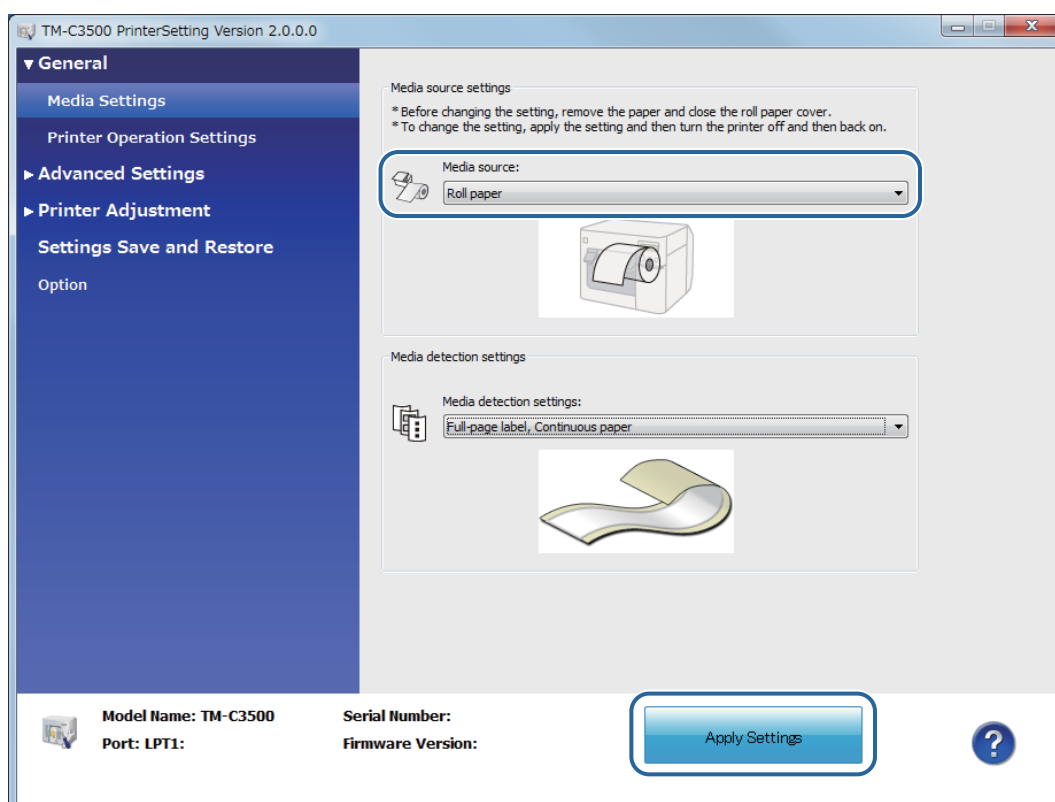 TM-C3500 PrinterSetting Version 2.0.0.0
▼ General
Media Settings
Printer Operation Settings
▶ Advanced Settings
▶ Printer Adjustment
Settings Save and Restore
Option
Media source settings
* Before changing the setting, remove the paper and close the roll paper cover.
* To change the setting, apply the setting and then turn the printer off and then back on.
Media source:
Roll paper
Media detection settings
Media detection settings:
Full-page label, Continuous paper
Model Name: TM-C3500
Serial Number:
Port: LPT1:
Firmware Version:
Apply Settings
?